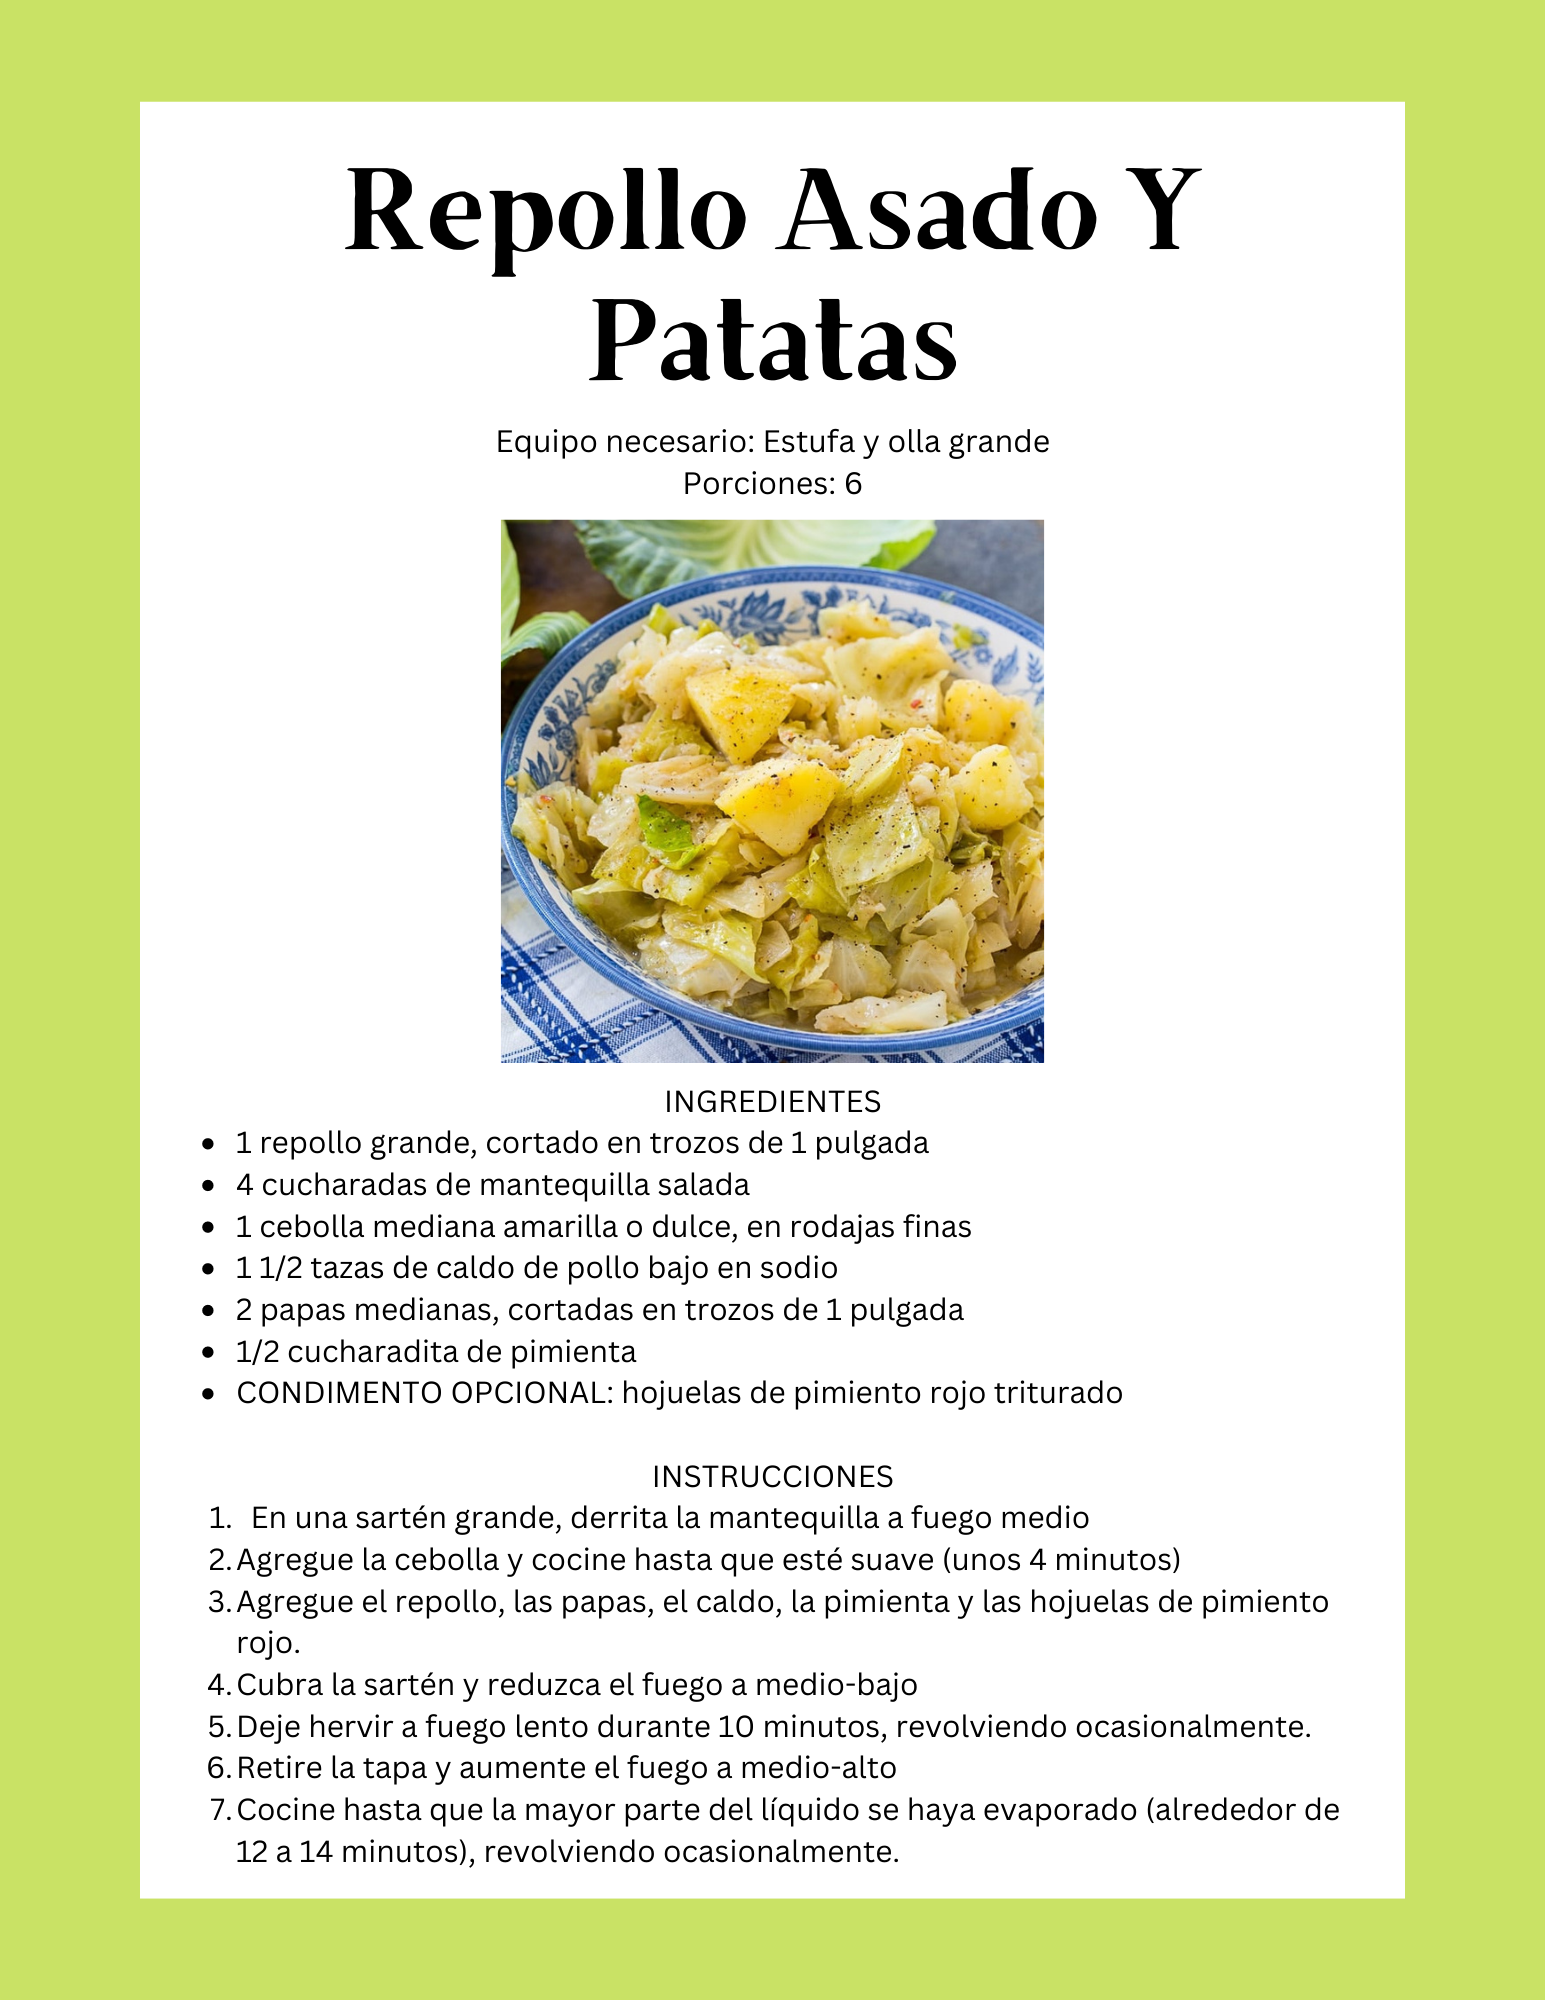 Repollo Asado Y
Patatas
Equipo necesario: Estufa y olla grande
Porciones: 6
INGREDIENTES
• 1 repollo grande, cortado en trozos de 1 pulgada
• 4 cucharadas de mantequilla salada
• 1 cebolla mediana amarilla o dulce, en rodajas finas
• 1 1/2 tazas de caldo de pollo bajo en sodio
• 2 papas medianas, cortadas en trozos de 1 pulgada
• 1/2 cucharadita de pimienta
• CONDIMENTO OPCIONAL: hojuelas de pimiento rojo triturado
INSTRUCCIONES
1. En una sartén grande, derrita la mantequilla a fuego medio
2. Agregue la cebolla y cocine hasta que esté suave (unos 4 minutos)
3. Agregue el repollo, las papas, el caldo, la pimienta y las hojuelas de pimiento
rojo.
4. Cubra la sartén y reduzca el fuego a medio-bajo
5. Deje hervir a fuego lento durante 10 minutos, revolviendo ocasionalmente.
6. Retire la tapa y aumente el fuego a medio-alto
7. Cocine hasta que la mayor parte del líquido se haya evaporado (alrededor de
12 a 14 minutos), revolviendo ocasionalmente.